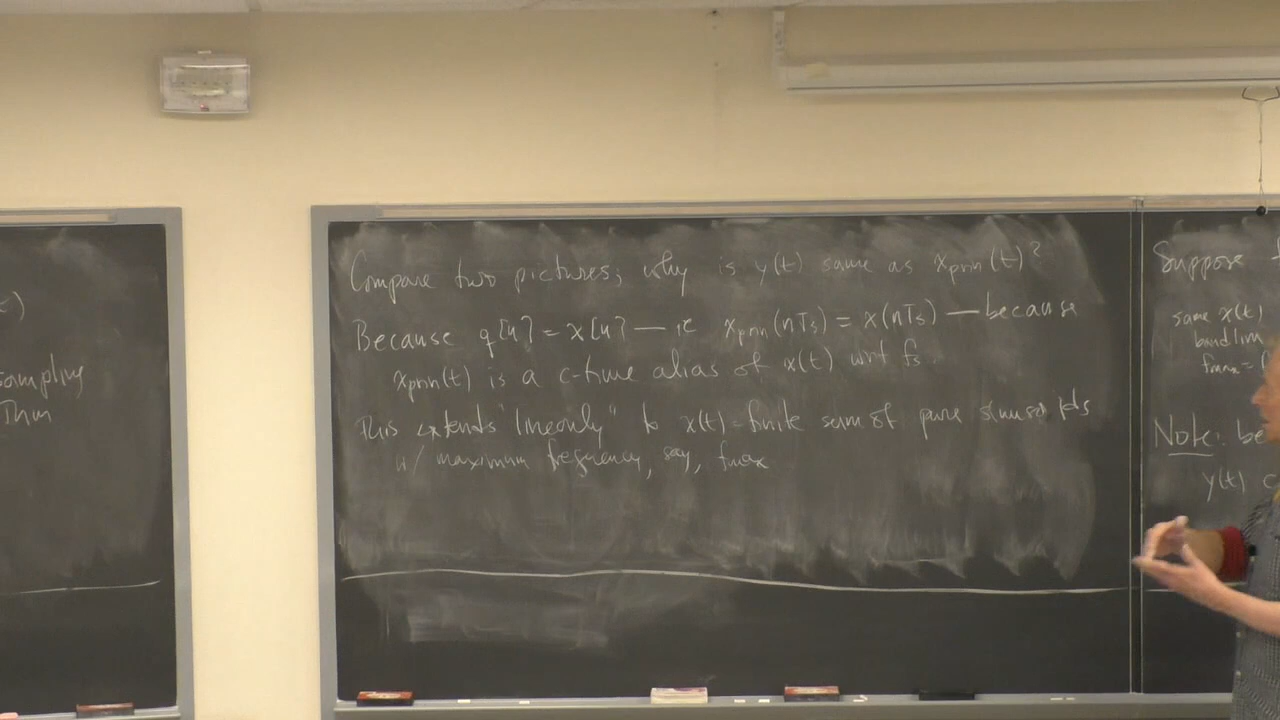 Compare two pictures; why is y(t) same as xprin(t)?
Because q[n] = x[n] — ie xprin(nTs) = x(nTs) — because
xprin(t) is a c-time alias of x(t) wrt fs.
This extends "linearly" to x(t) = finite sum of pure sinusoids
w/ maximum frequency, say, fmax
ampling
Thm
Suppose
same x(t)
bandlim
fmax =
Note: be
y(t) c